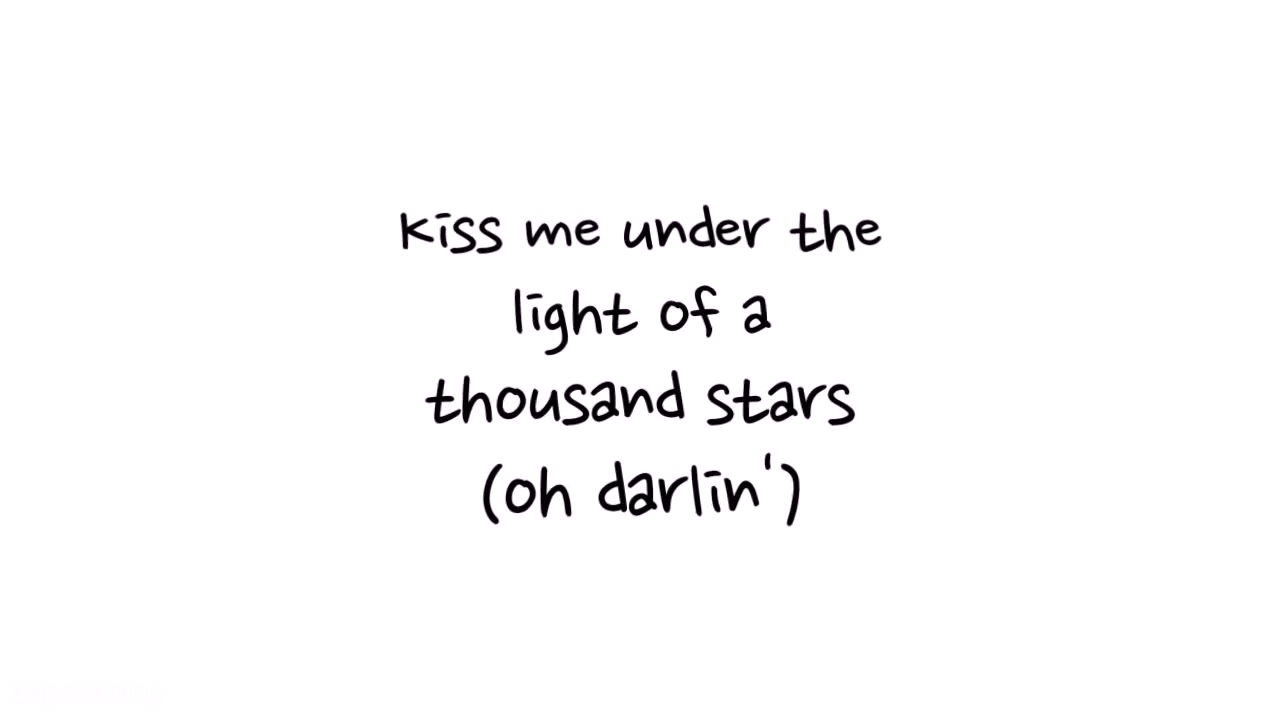 kiss me under the
light of a
thousand stars
(oh darlin')